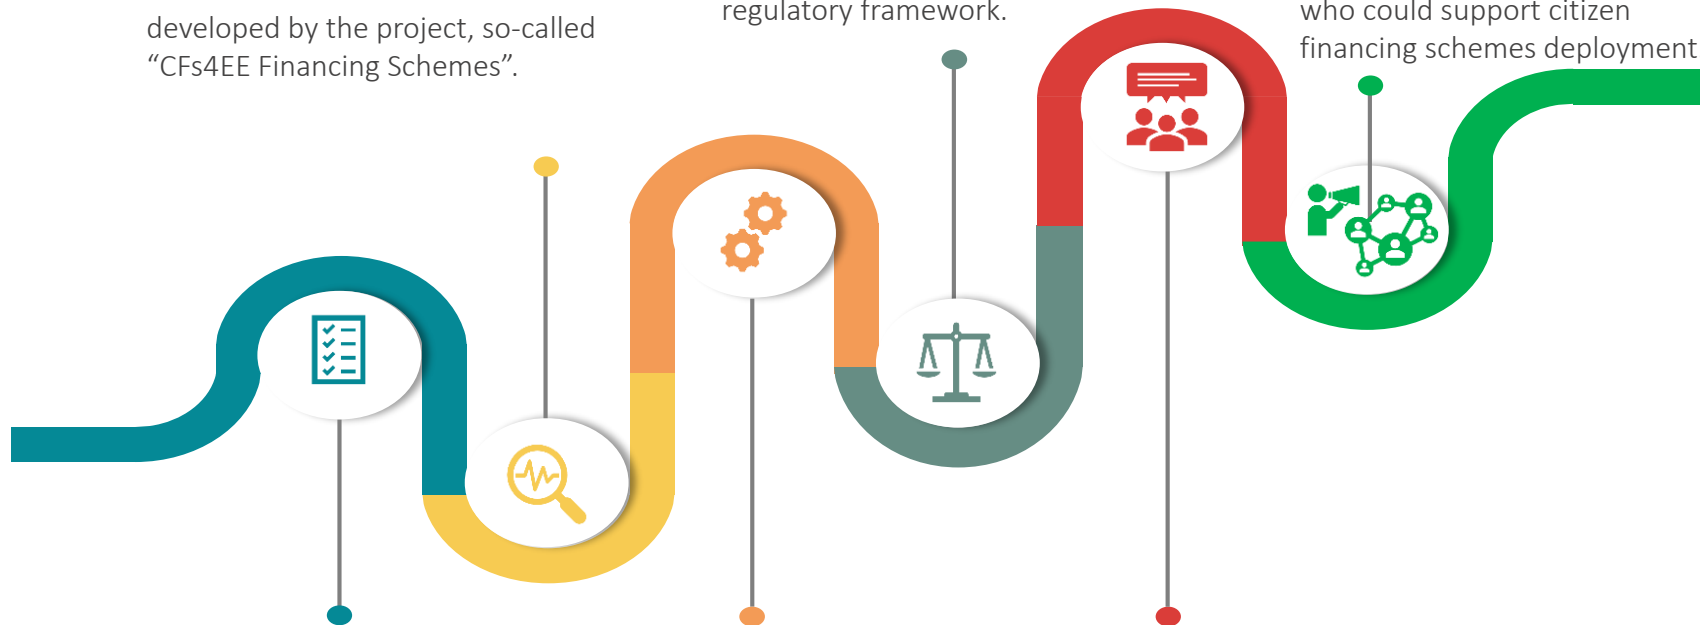 developed by the project, so-called
“CFs4EE Financing Schemes”.
regulatory framework.
who could support citizen
financing schemes deployment